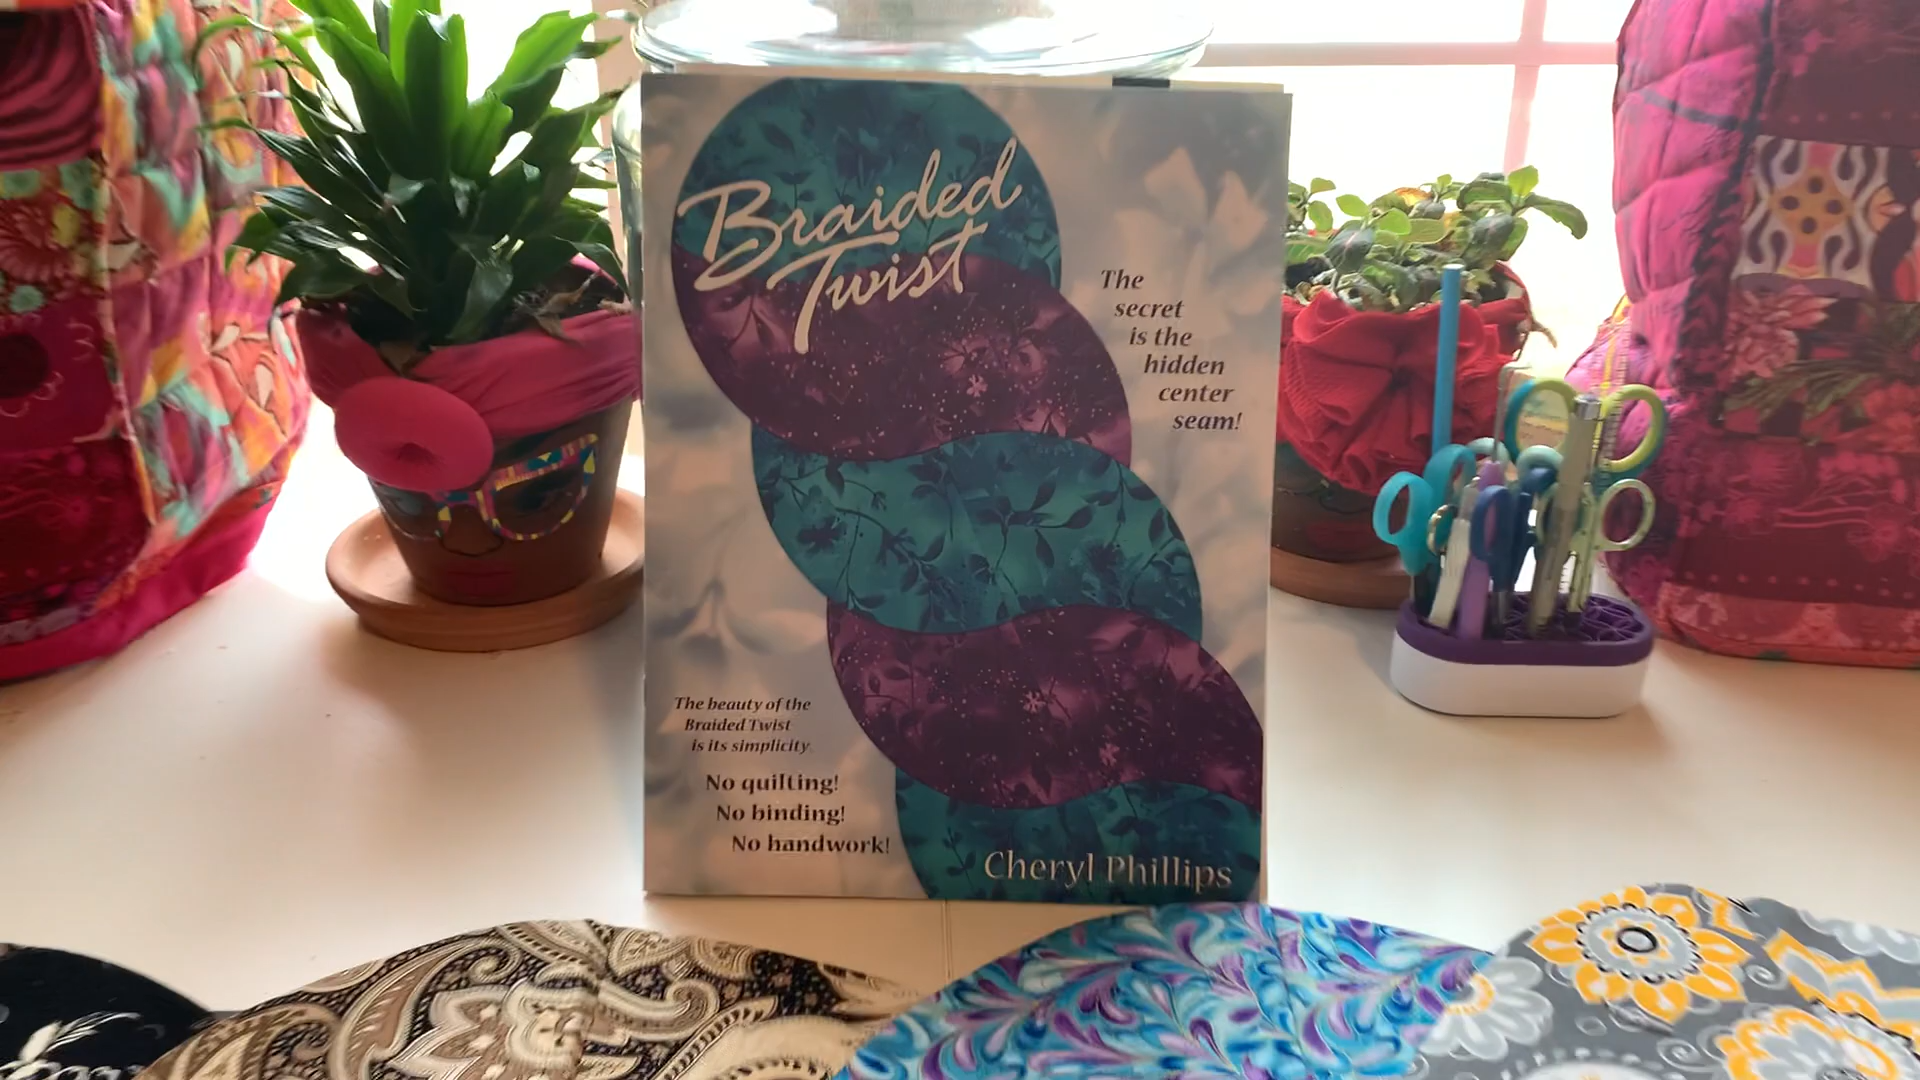 Braided
Twist
The
secret
is the
hidden
center
seam!
The beauty of the
Braided Twist
is its simplicity.
No quilting!
No binding!
No handwork!
Cheryl Phillips